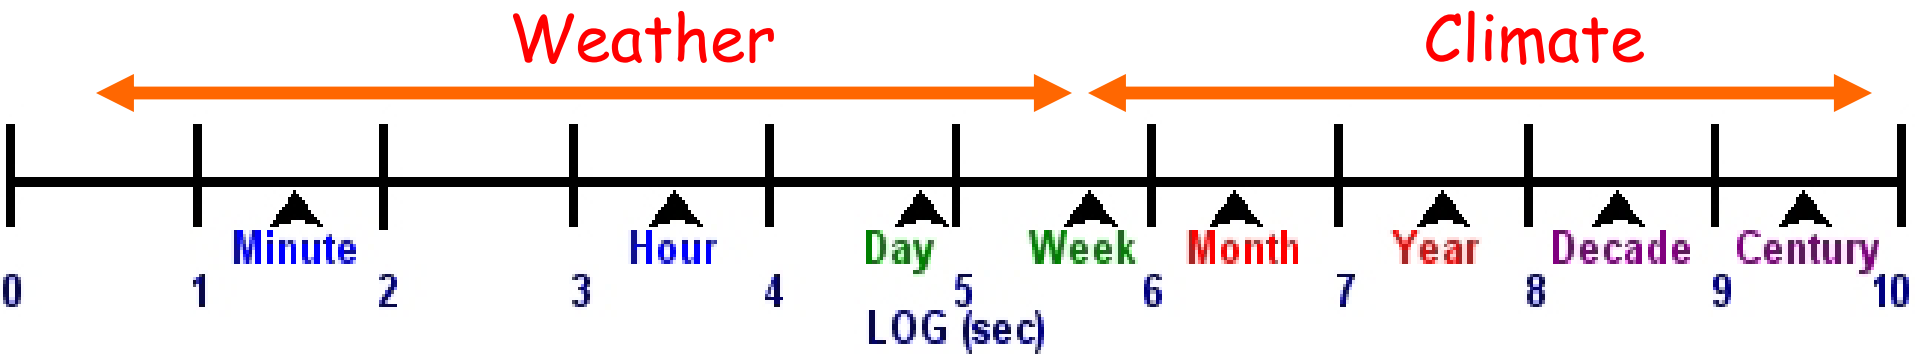 Weather Climate
Minute Hour Day Week Month Year Decade Century
0 1 2 3 4 5 6 7 8 9 10
LOG (sec)